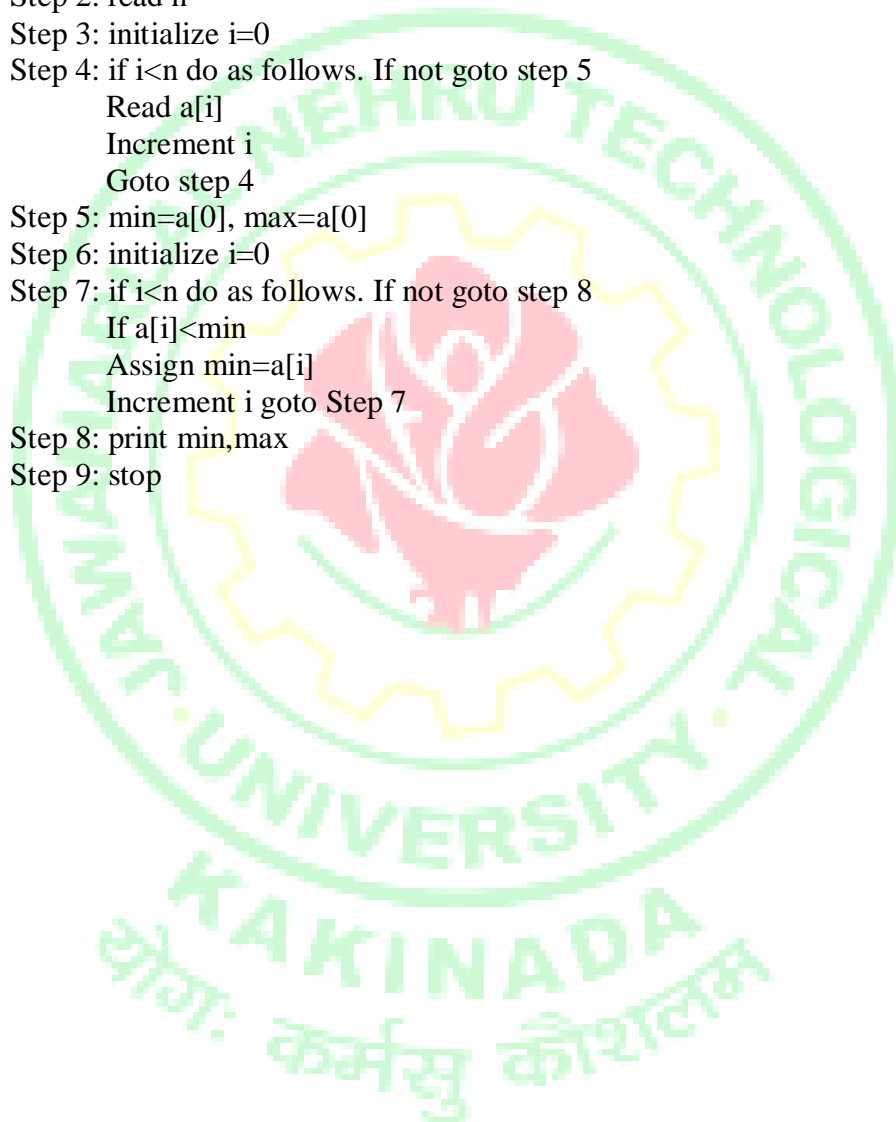 Step 2: read n
Step 3: initialize i=0
Step 4: if i<n do as follows. If not goto step 5
Read a[i]
Increment i
Goto step 4
Step 5: min=a[0], max=a[0]
Step 6: initialize i=0
Step 7: if i<n do as follows. If not goto step 8
If a[i]<min
Assign min=a[i]
Increment i goto Step 7
Step 8: print min,max
Step 9: stop
JAWAHARLAL NEHRU TECHNOLOGICAL
· UNIVERSITY ·
KAKINADA
योगः कर्मसु कौशलम्